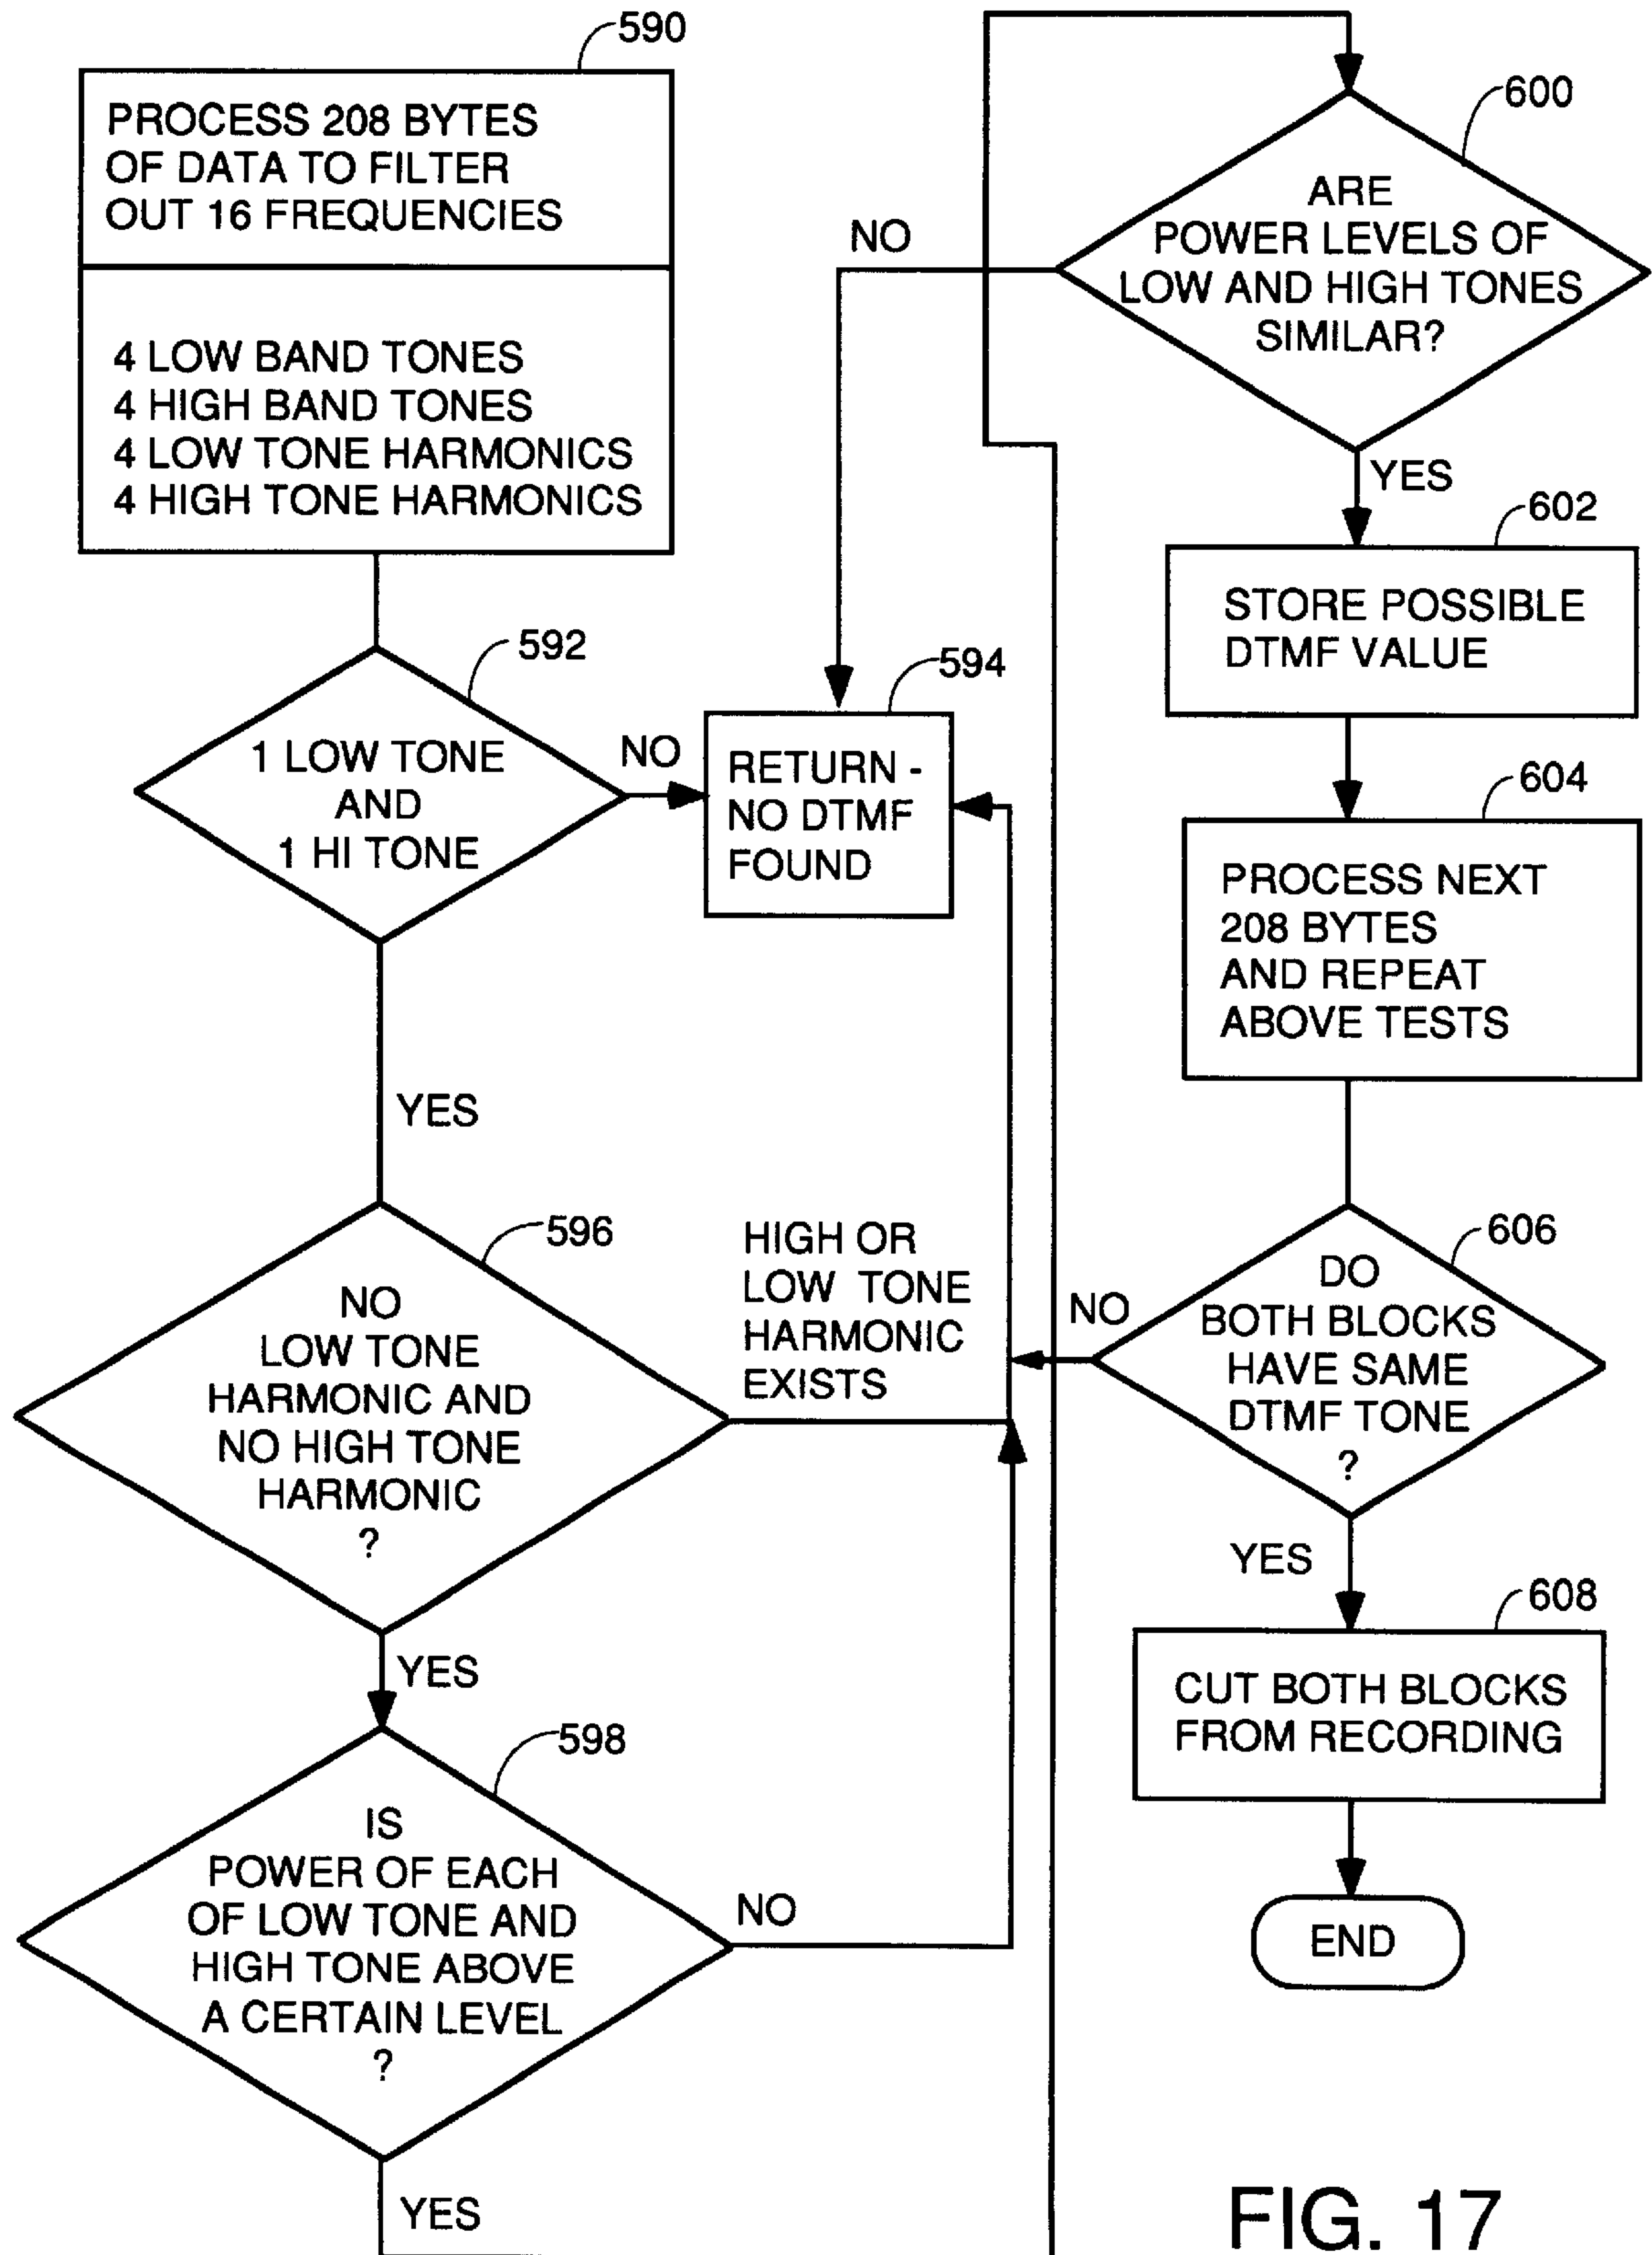 590
PROCESS 208 BYTES
OF DATA TO FILTER
OUT 16 FREQUENCIES
4 LOW BAND TONES
4 HIGH BAND TONES
4 LOW TONE HARMONICS
4 HIGH TONE HARMONICS
592
1 LOW TONE
AND
1 HI TONE
NO
594
RETURN -
NO DTMF
FOUND
YES
596
NO
LOW TONE
HARMONIC AND
NO HIGH TONE
HARMONIC
?
HIGH OR
LOW TONE
HARMONIC
EXISTS
YES
598
IS
POWER OF EACH
OF LOW TONE AND
HIGH TONE ABOVE
A CERTAIN LEVEL
?
NO
YES
600
ARE
POWER LEVELS OF
LOW AND HIGH TONES
SIMILAR?
NO
YES
602
STORE POSSIBLE
DTMF VALUE
604
PROCESS NEXT
208 BYTES
AND REPEAT
ABOVE TESTS
606
DO
BOTH BLOCKS
HAVE SAME
DTMF TONE
?
NO
YES
608
CUT BOTH BLOCKS
FROM RECORDING
END
FIG. 17